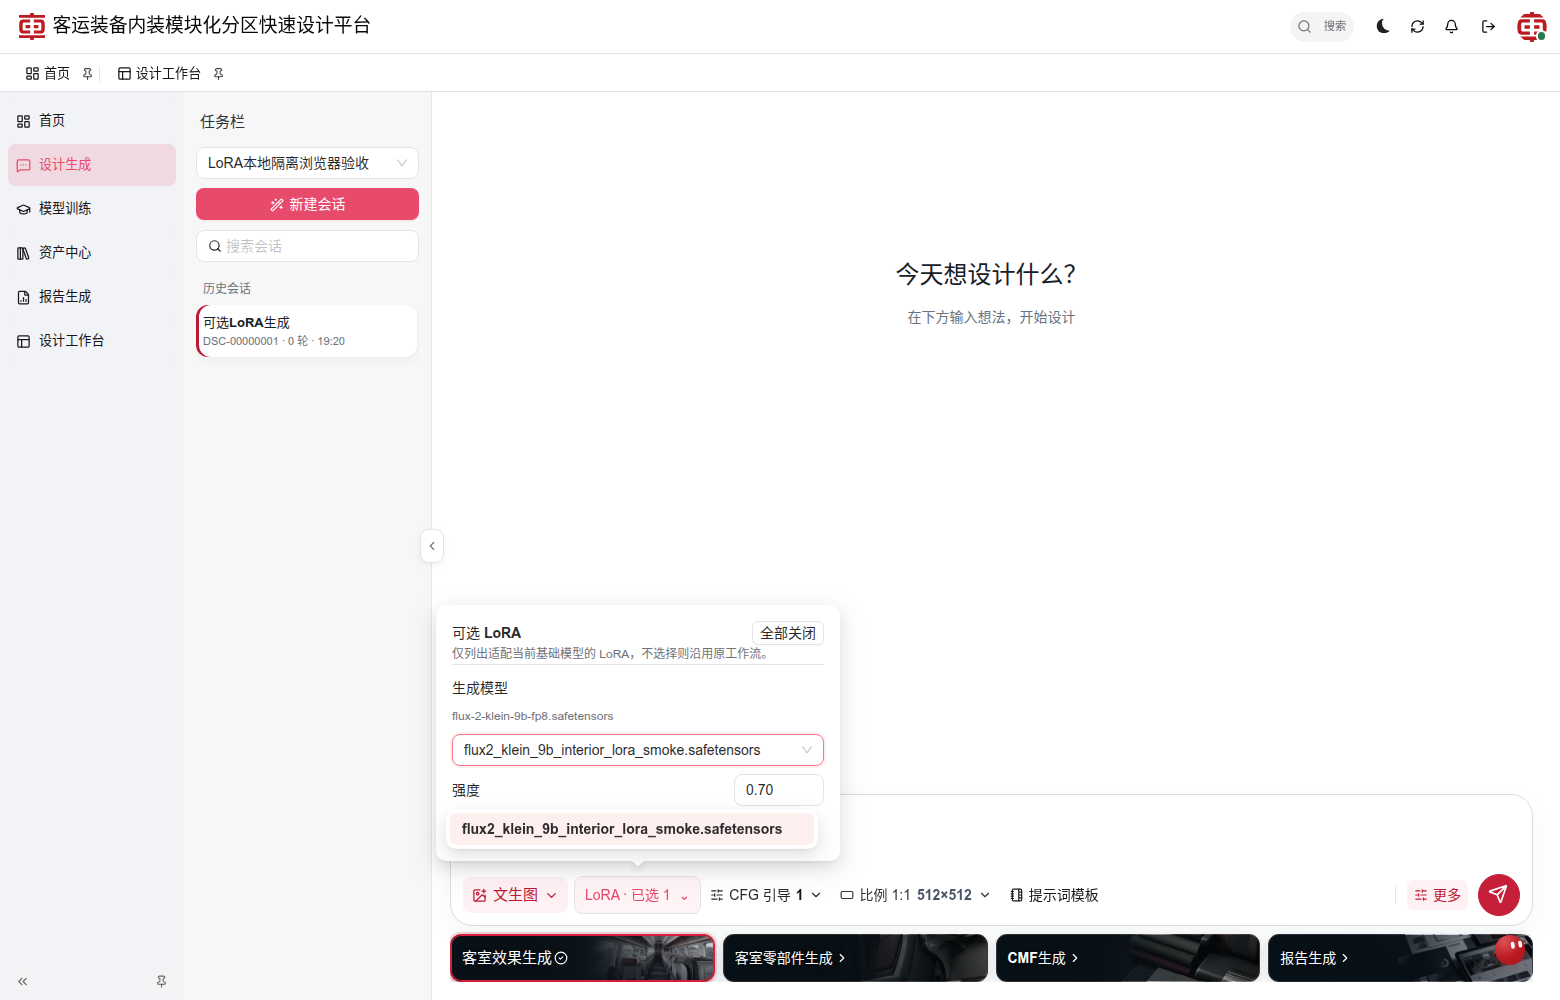 客运装备内装模块化分区快速设计平台
搜索
首页
设计工作台
首页
设计生成
模型训练
资产中心
报告生成
设计工作台
任务栏
LoRA本地隔离浏览器验收
新建会话
搜索会话
历史会话
可选LoRA生成
DSC-00000001 · 0 轮 · 19:20
今天想设计什么？
在下方输入想法，开始设计
可选 LoRA
全部关闭
仅列出适配当前基础模型的 LoRA，不选择则沿用原工作流。
生成模型
flux-2-klein-9b-fp8.safetensors
flux2_klein_9b_interior_lora_smoke.safetensors
强度
0.70
flux2_klein_9b_interior_lora_smoke.safetensors
文生图
LoRA · 已选 1
CFG 引导 1
比例 1:1 512×512
提示词模板
更多
客室效果生成
客室零部件生成
CMF生成
报告生成